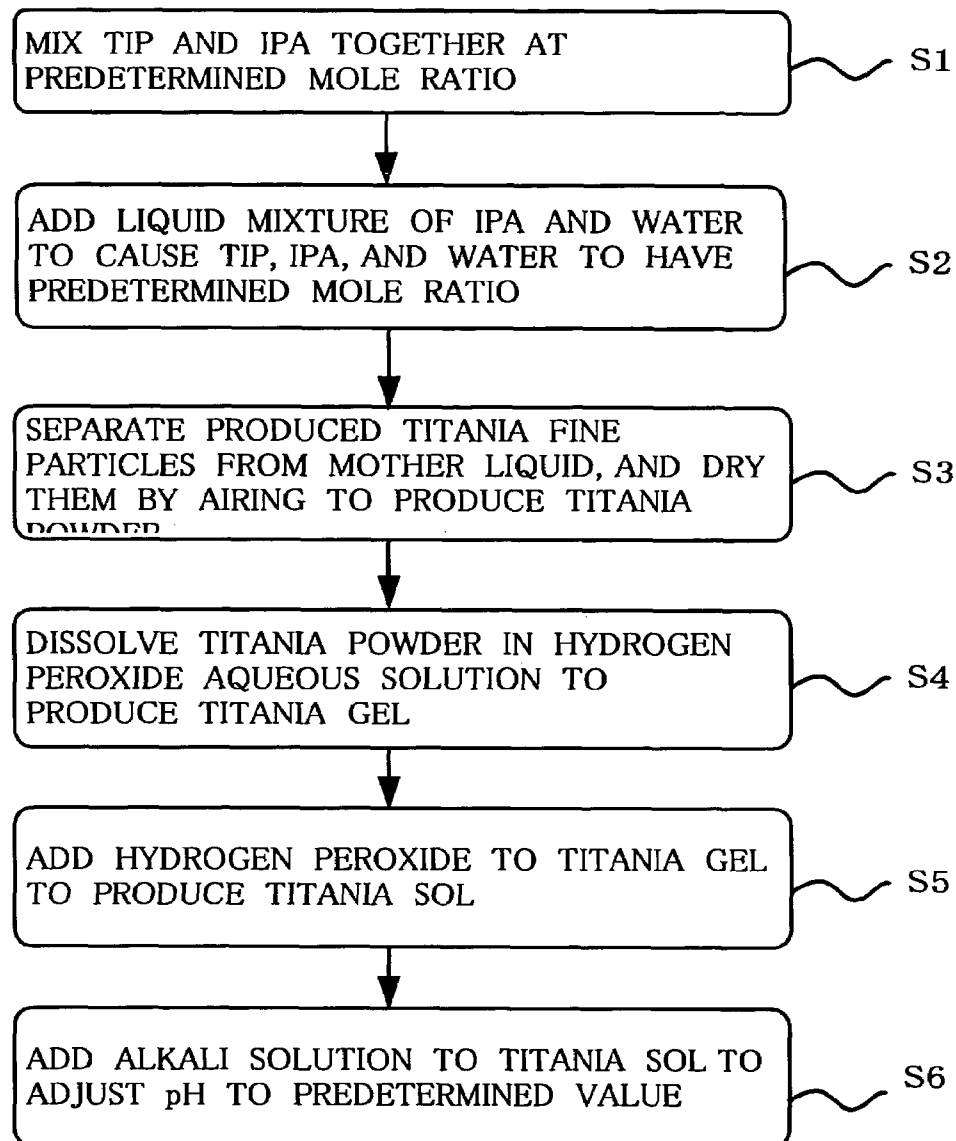 MIX TIP AND IPA TOGETHER AT
PREDETERMINED MOLE RATIO
S1
ADD LIQUID MIXTURE OF IPA AND WATER
TO CAUSE TIP, IPA, AND WATER TO HAVE
PREDETERMINED MOLE RATIO
S2
SEPARATE PRODUCED TITANIA FINE
PARTICLES FROM MOTHER LIQUID, AND DRY
THEM BY AIRING TO PRODUCE TITANIA
POWDER
S3
DISSOLVE TITANIA POWDER IN HYDROGEN
PEROXIDE AQUEOUS SOLUTION TO
PRODUCE TITANIA GEL
S4
ADD HYDROGEN PEROXIDE TO TITANIA GEL
TO PRODUCE TITANIA SOL
S5
ADD ALKALI SOLUTION TO TITANIA SOL TO
ADJUST pH TO PREDETERMINED VALUE
S6